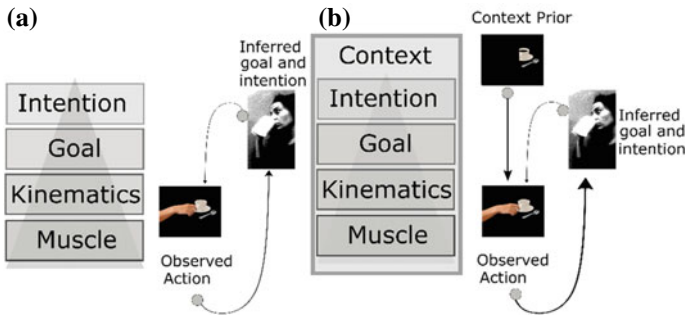 (a)
Inferred
goal and
intention
Intention
Goal
Kinematics
Muscle
Observed
Action
(b)
Context Prior
Context
Intention
Goal
Kinematics
Muscle
Inferred
goal and
intention
Observed
Action